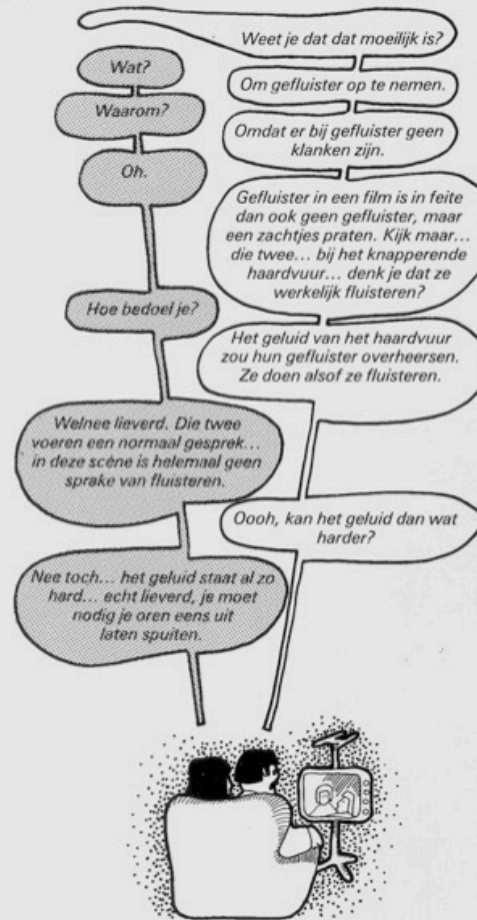 Weet je dat dat moeilijk is?
Wat?
Om gefluister op te nemen.
Waarom?
Omdat er bij gefluister geen
klanken zijn.
Oh.
Gefluister in een film is in feite
dan ook geen gefluister, maar
een zachtjes praten. Kijk maar...
die twee... bij het knapperende
haardvuur... denk je dat ze
werkelijk fluisteren?
Hoe bedoel je?
Het geluid van het haardvuur
zou hun gefluister overheersen.
Ze doen alsof ze fluisteren.
Welnee lieverd. Die twee
voeren een normaal gesprek...
in deze scène is helemaal geen
sprake van fluisteren.
Oooh, kan het geluid dan wat
harder?
Nee toch... het geluid staat al zo
hard... echt lieverd, je moet
nodig je oren eens uit
laten spuiten.